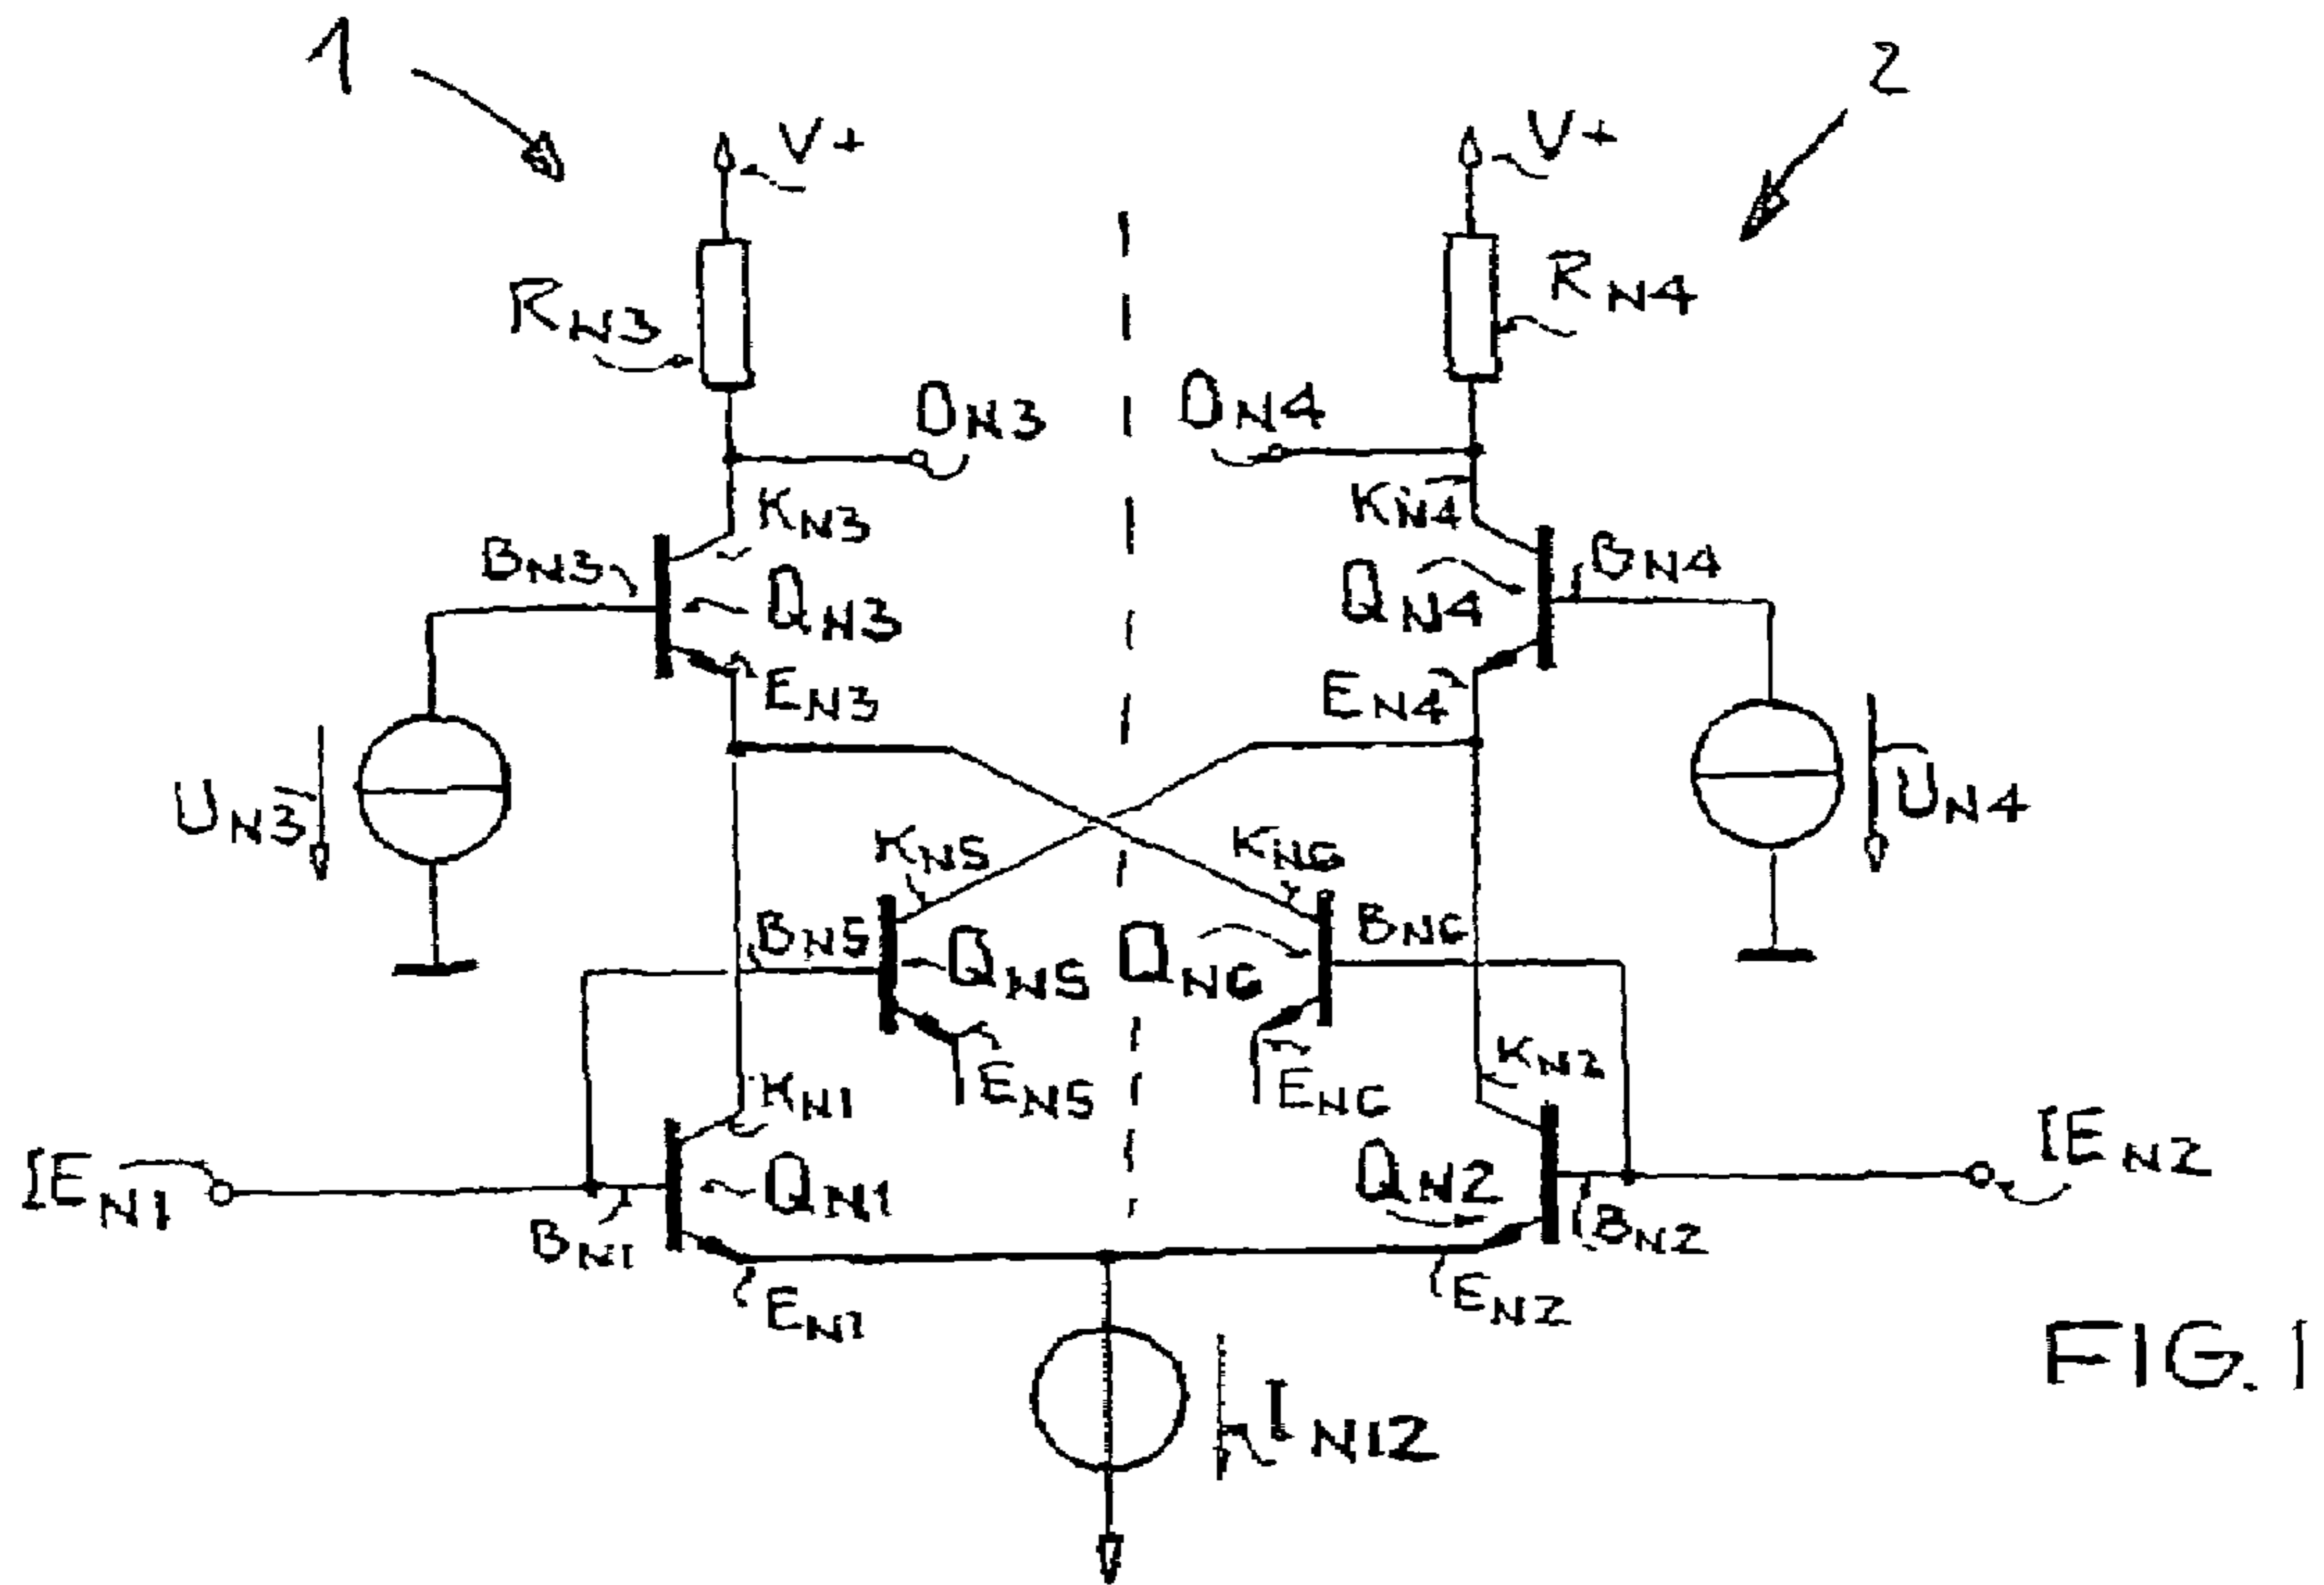 1
2
V+
V+
RN3
RN4
ON3
ON4
KN3
KN4
BN3
BN4
QN3
QN4
EN3
EN4
UN3
UN4
KN5
KN6
BN5
BN6
QN5
QN6
EN5
EN6
KN1
KN2
IEN1
IEN2
QN1
QN2
BN1
BN2
EN1
EN2
IN12
FIG. 1